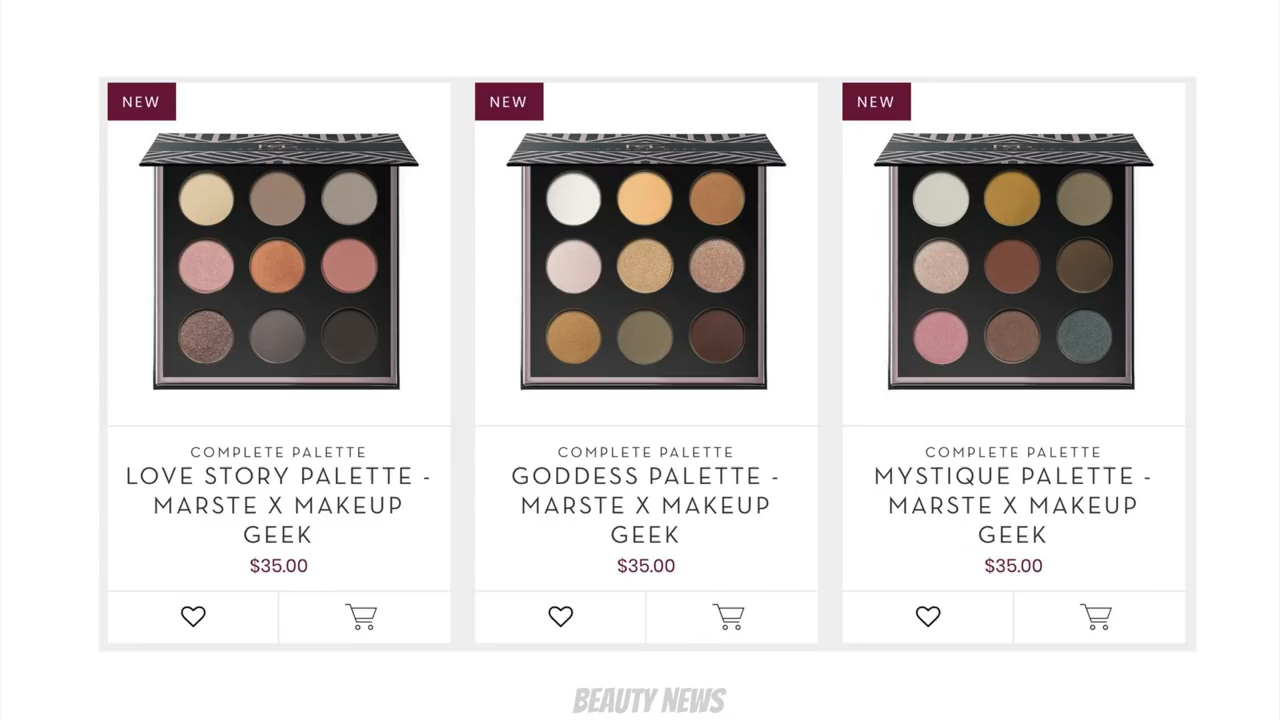 NEW
COMPLETE PALETTE
LOVE STORY PALETTE -
MARSTE X MAKEUP
GEEK
$35.00
NEW
COMPLETE PALETTE
GODDESS PALETTE -
MARSTE X MAKEUP
GEEK
$35.00
NEW
COMPLETE PALETTE
MYSTIQUE PALETTE -
MARSTE X MAKEUP
GEEK
$35.00
BEAUTY NEWS